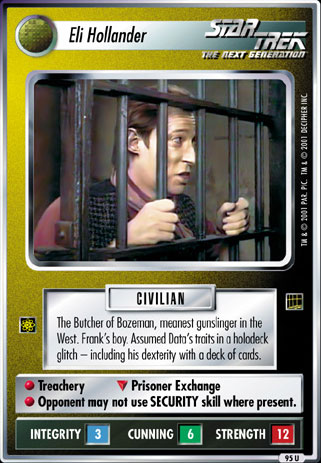 Eli Hollander
STAR TREK
THE NEXT GENERATION
TM & © 2001 PAR. PIC. TM & © 2001 DECIPHER INC.
CIVILIAN
The Butcher of Bozeman, meanest gunslinger in the
West. Frank's boy. Assumed Data's traits in a holodeck
glitch – including his dexterity with a deck of cards.
Treachery Prisoner Exchange
Opponent may not use SECURITY skill where present.
INTEGRITY 3 CUNNING 6 STRENGTH 12
95 U